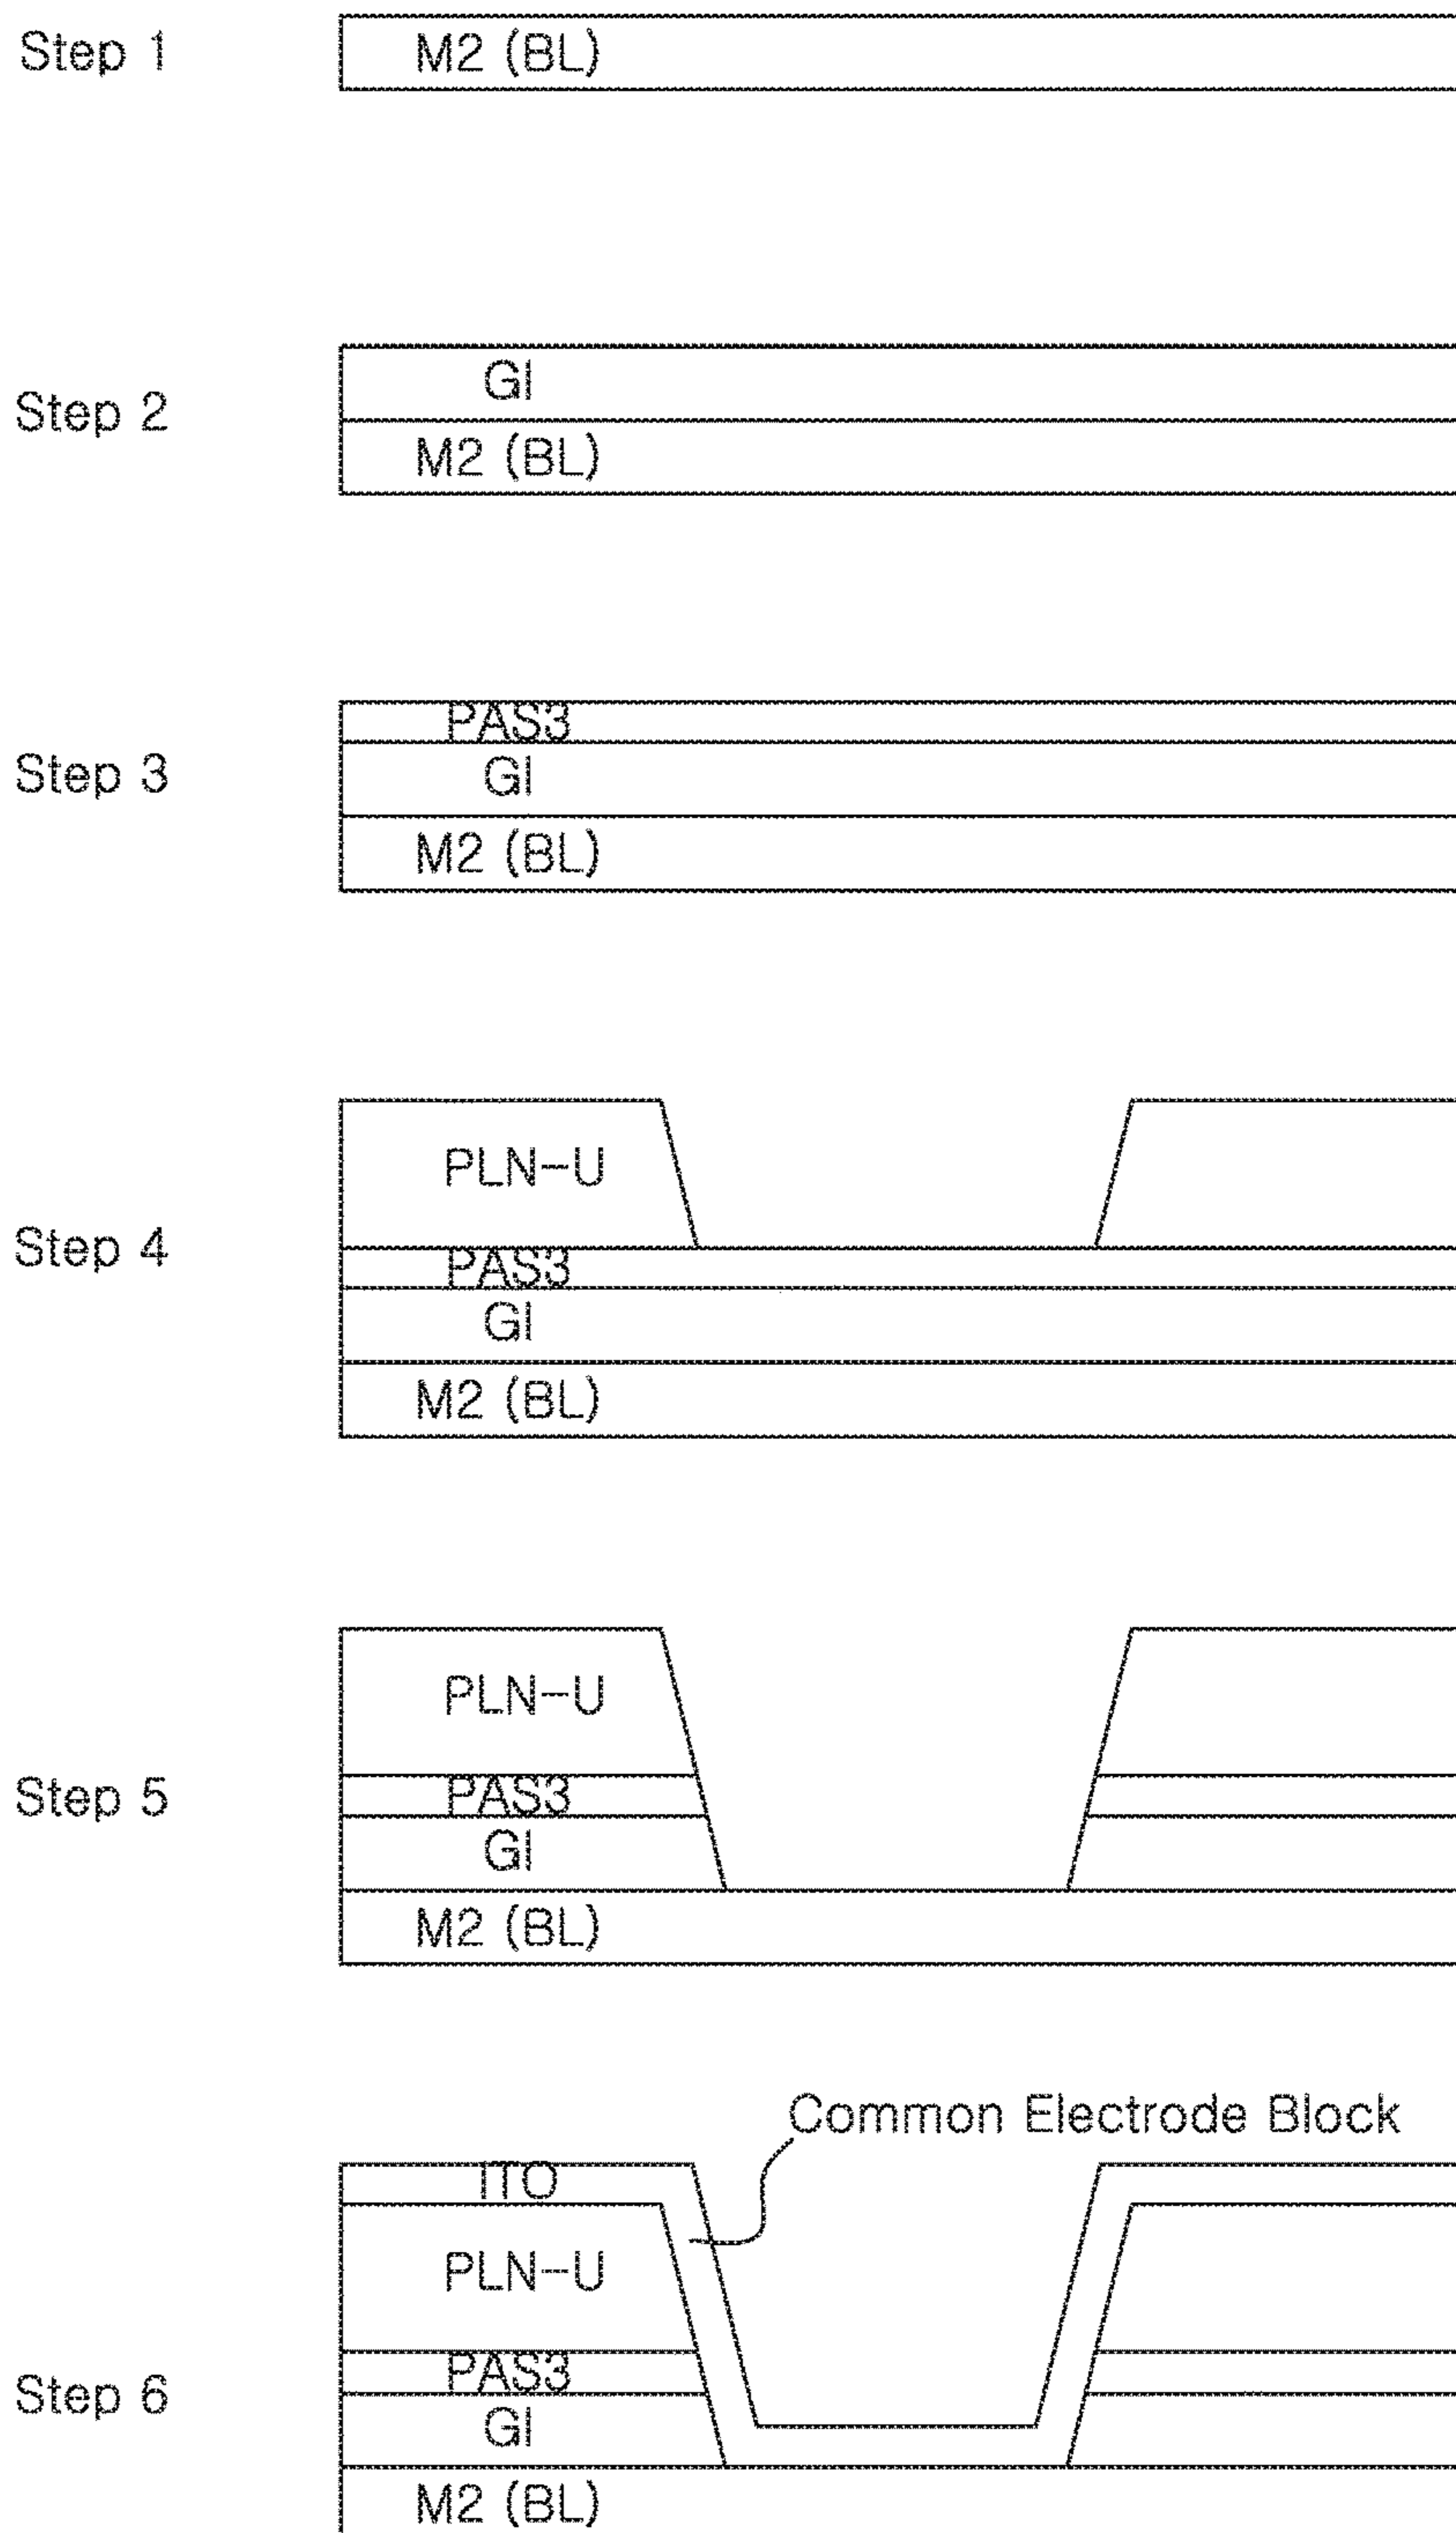 Step 1
M2 (BL)
Step 2
GI
M2 (BL)
Step 3
PAS3
GI
M2 (BL)
Step 4
PLN-U
PAS3
GI
M2 (BL)
Step 5
PLN-U
PAS3
GI
M2 (BL)
Common Electrode Block
Step 6
ITO
PLN-U
PAS3
GI
M2 (BL)